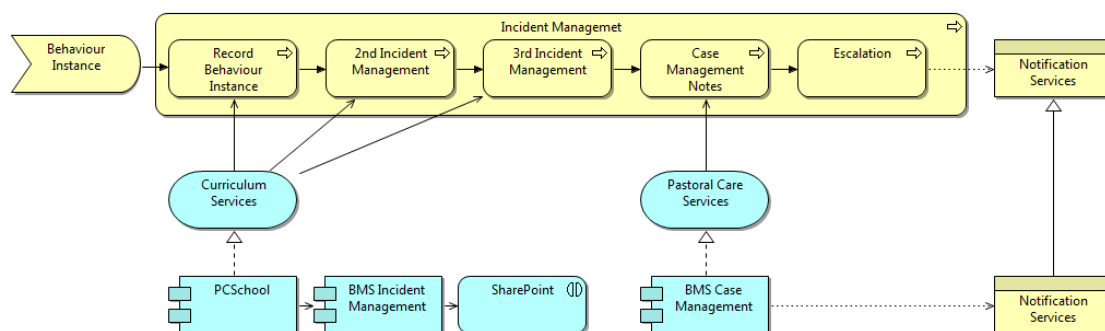 Incident Managemet
Behaviour
Instance
Record
Behaviour
Instance
2nd Incident
Management
3rd Incident
Management
Case
Management
Notes
Escalation
Notification
Services
Curriculum
Services
Pastoral Care
Services
PCSchool
BMS Incident
Management
SharePoint
BMS Case
Management
Notification
Services